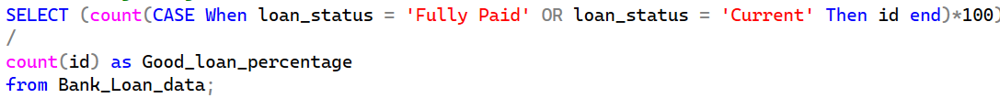 SELECT (count(CASE When loan_status = 'Fully Paid' OR loan_status = 'Current' Then id end)*100)
/
count(id) as Good_loan_percentage
from Bank_Loan_data;